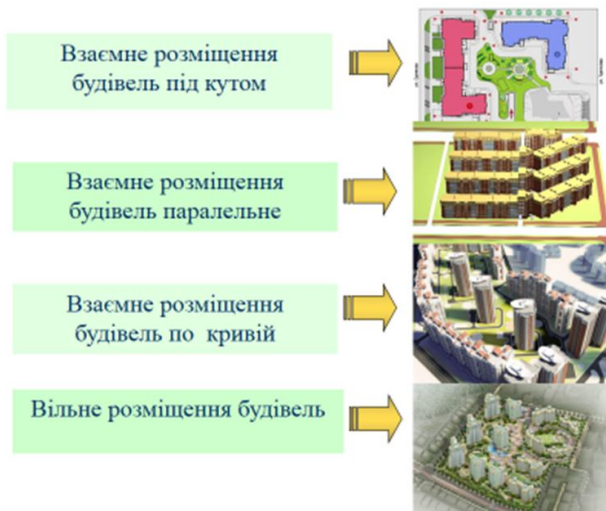 Взаємне розміщення
будівель під кутом
Взаємне розміщення
будівель паралельне
Взаємне розміщення
будівель по кривій
Вільне розміщення будівель